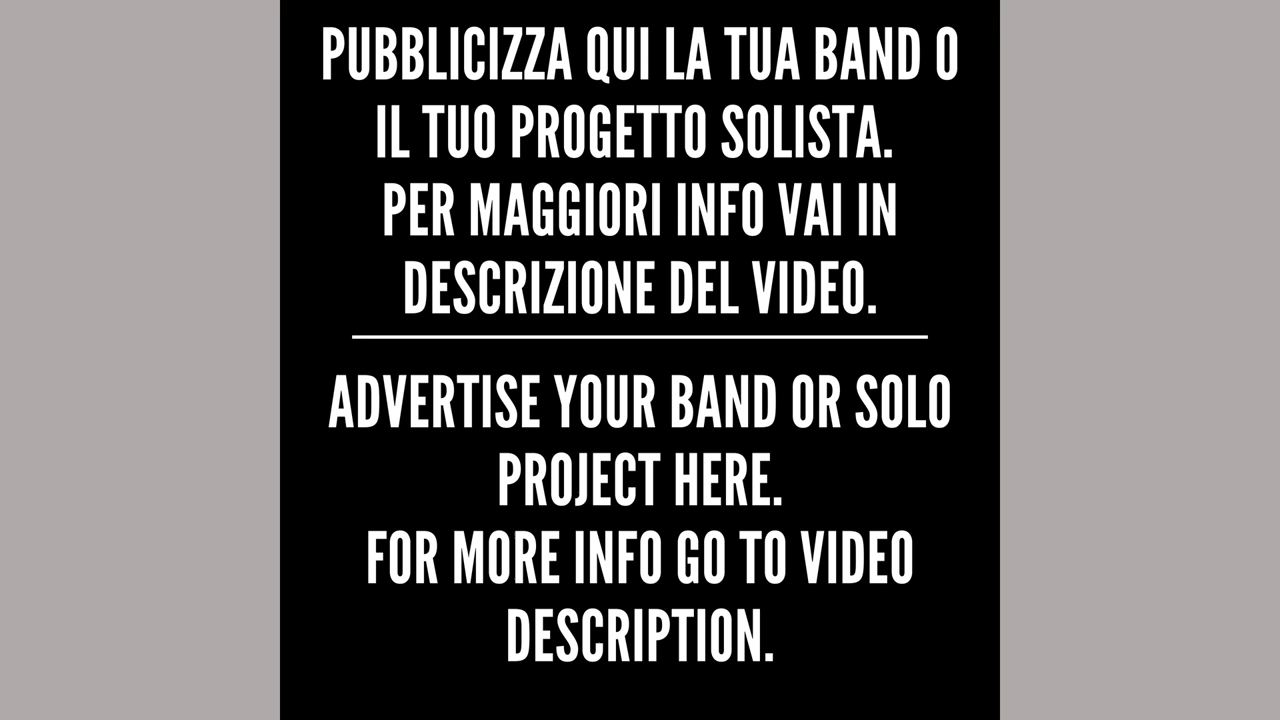 PUBBLICIZZA QUI LA TUA BAND O
IL TUO PROGETTO SOLISTA.
PER MAGGIORI INFO VAI IN
DESCRIZIONE DEL VIDEO.
ADVERTISE YOUR BAND OR SOLO
PROJECT HERE.
FOR MORE INFO GO TO VIDEO
DESCRIPTION.